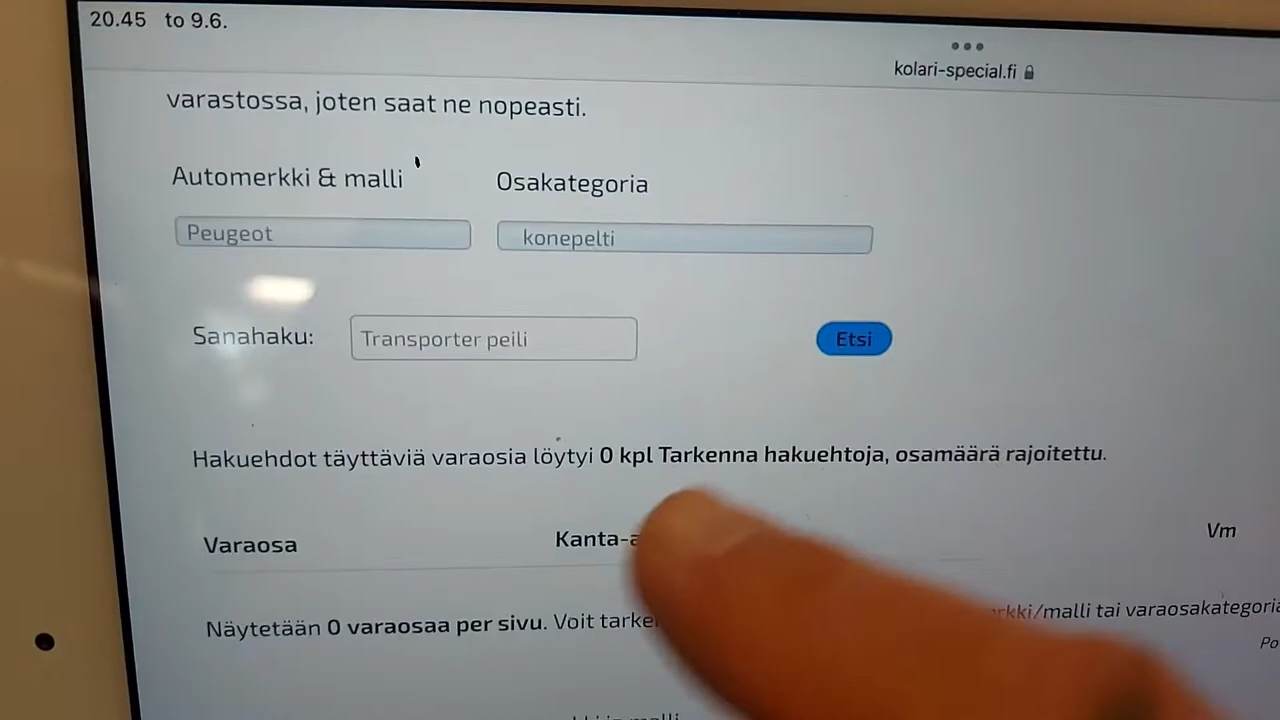 20.45 to 9.6.
kolari-special.fi
varastossa, joten saat ne nopeasti.
Automerkki & malli Osakategoria
Peugeot konepelti
Sanahaku: Transporter peili Etsi
Hakuehdot täyttäviä varaosia löytyi 0 kpl Tarkenna hakuehtoja, osamäärä rajoitettu.
Varaosa Vm
Näytetään 0 varaosaa per sivu. Voit tai